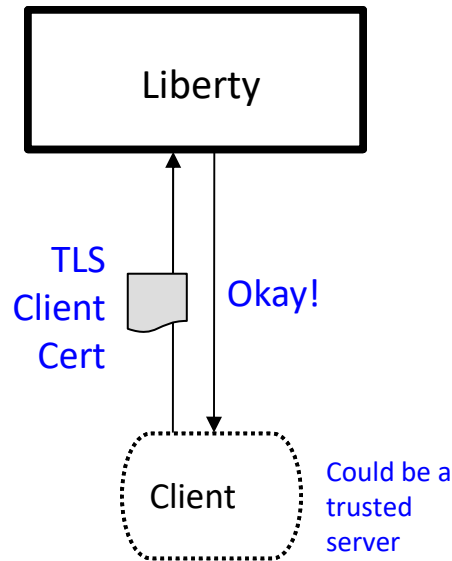 Liberty
TLS
Client
Cert
Okay!
Client
Could be a
trusted
server